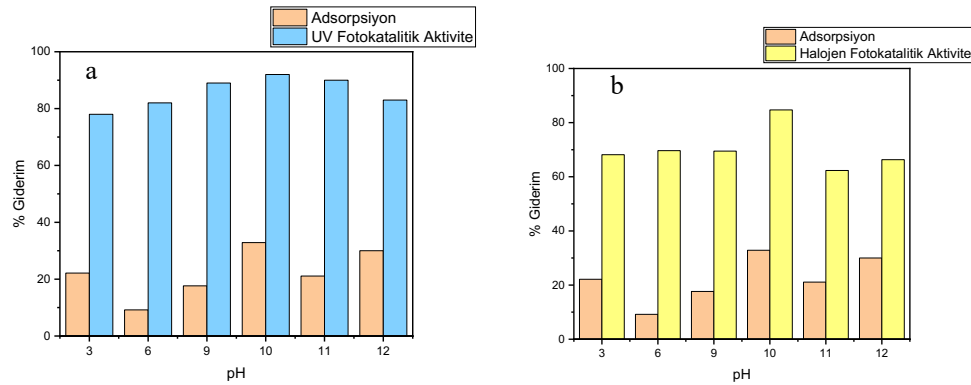 Adsorpsiyon
UV Fotokatalitik Aktivite
a
100
80
60
40
20
0
% Giderim
3 6 9 10 11 12
pH
Adsorpsiyon
Halojen Fotokatalitik Aktivite
b
100
80
60
40
20
0
% Giderim
3 6 9 10 11 12
pH